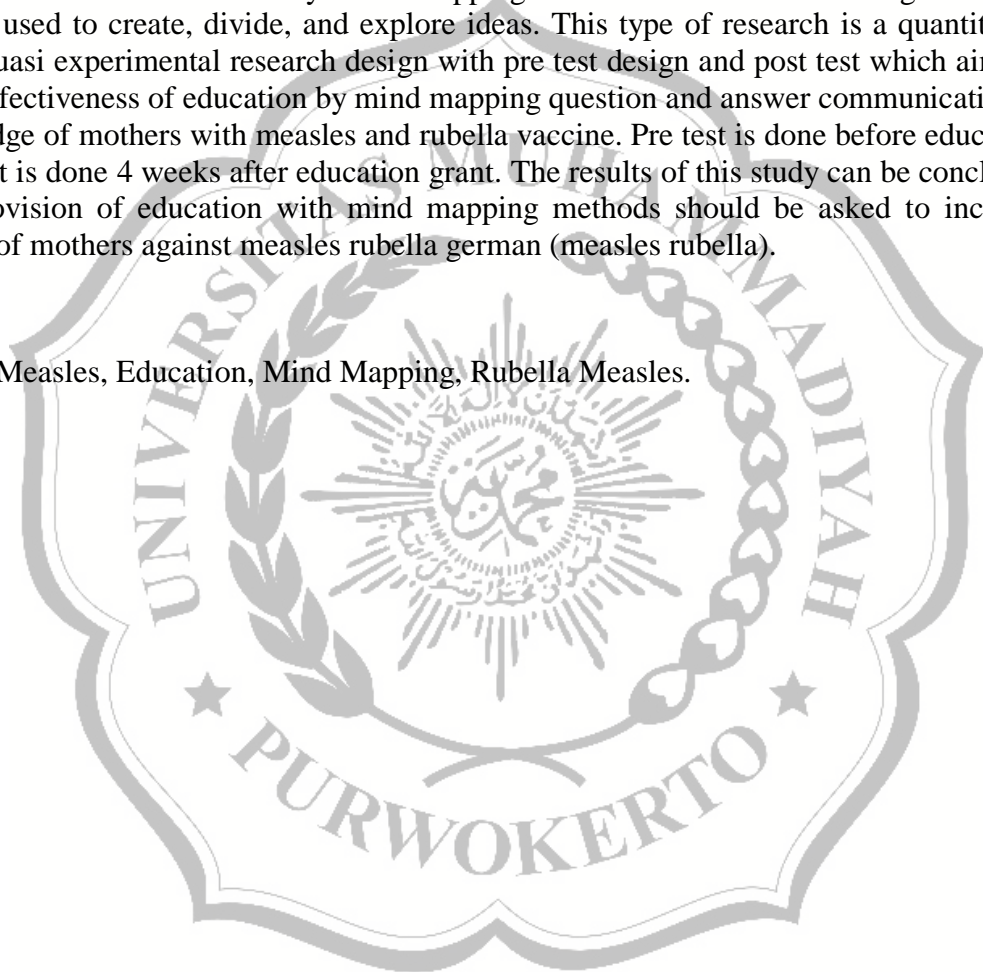 used to create, divide, and explore ideas. This type of research is a quantit
uasi experimental research design with pre test design and post test which air
fectiveness of education by mind mapping question and answer communicati
dge of mothers with measles and rubella vaccine. Pre test is done before educ
t is done 4 weeks after education grant. The results of this study can be concl
ovision of education with mind mapping methods should be asked to inc
of mothers against measles rubella german (measles rubella).
Measles, Education, Mind Mapping, Rubella Measles.
UNIVERSITAS MUHAMMADIYAH
PURWOKERTO